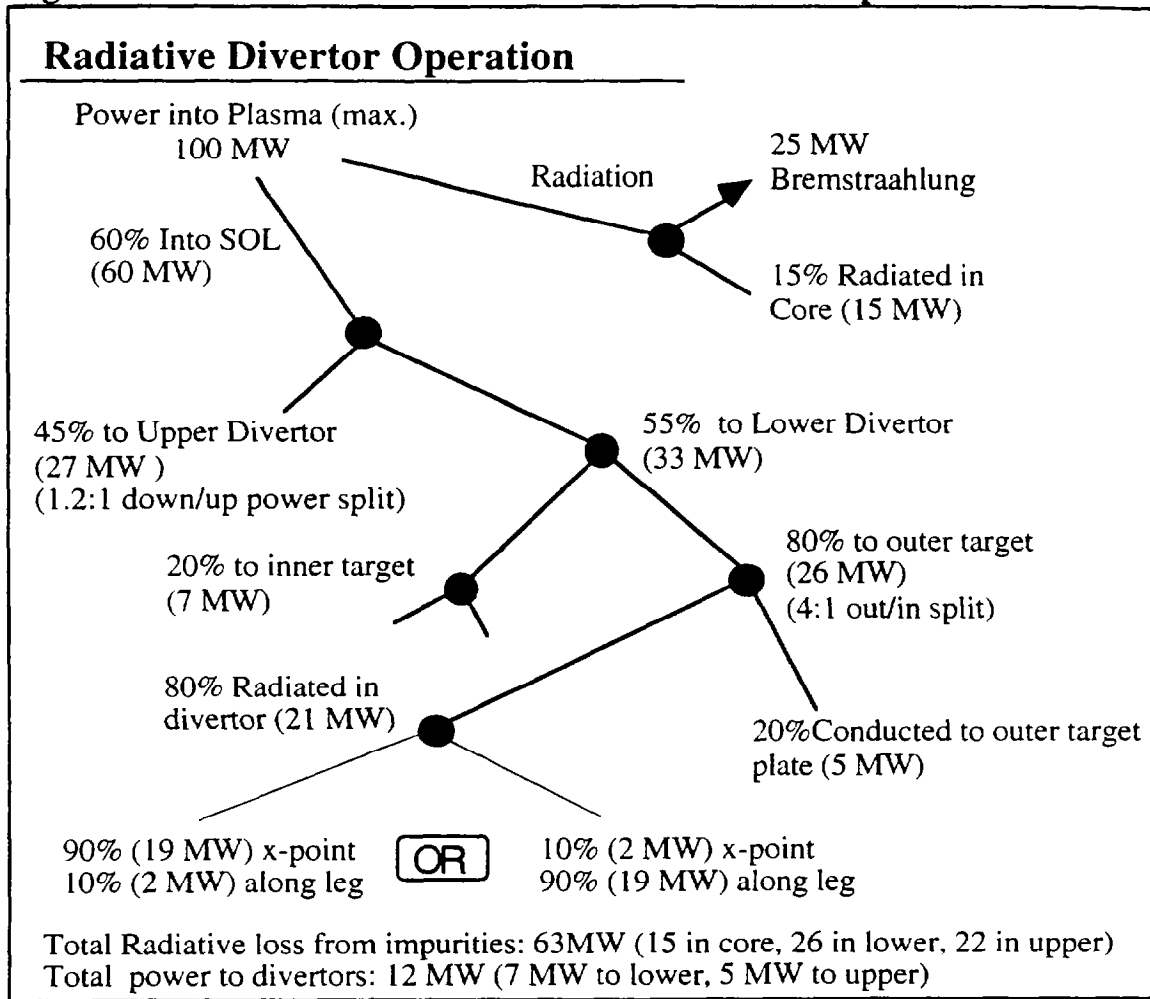 Radiative Divertor Operation
Power into Plasma (max.)
100 MW
Radiation
25 MW
Bremstraahlung
60% Into SOL
(60 MW)
15% Radiated in
Core (15 MW)
45% to Upper Divertor
(27 MW )
(1.2:1 down/up power split)
55% to Lower Divertor
(33 MW)
20% to inner target
(7 MW)
80% to outer target
(26 MW)
(4:1 out/in split)
80% Radiated in
divertor (21 MW)
20%Conducted to outer target
plate (5 MW)
90% (19 MW) x-point
10% (2 MW) along leg
OR
10% (2 MW) x-point
90% (19 MW) along leg
Total Radiative loss from impurities: 63MW (15 in core, 26 in lower, 22 in upper)
Total power to divertors: 12 MW (7 MW to lower, 5 MW to upper)